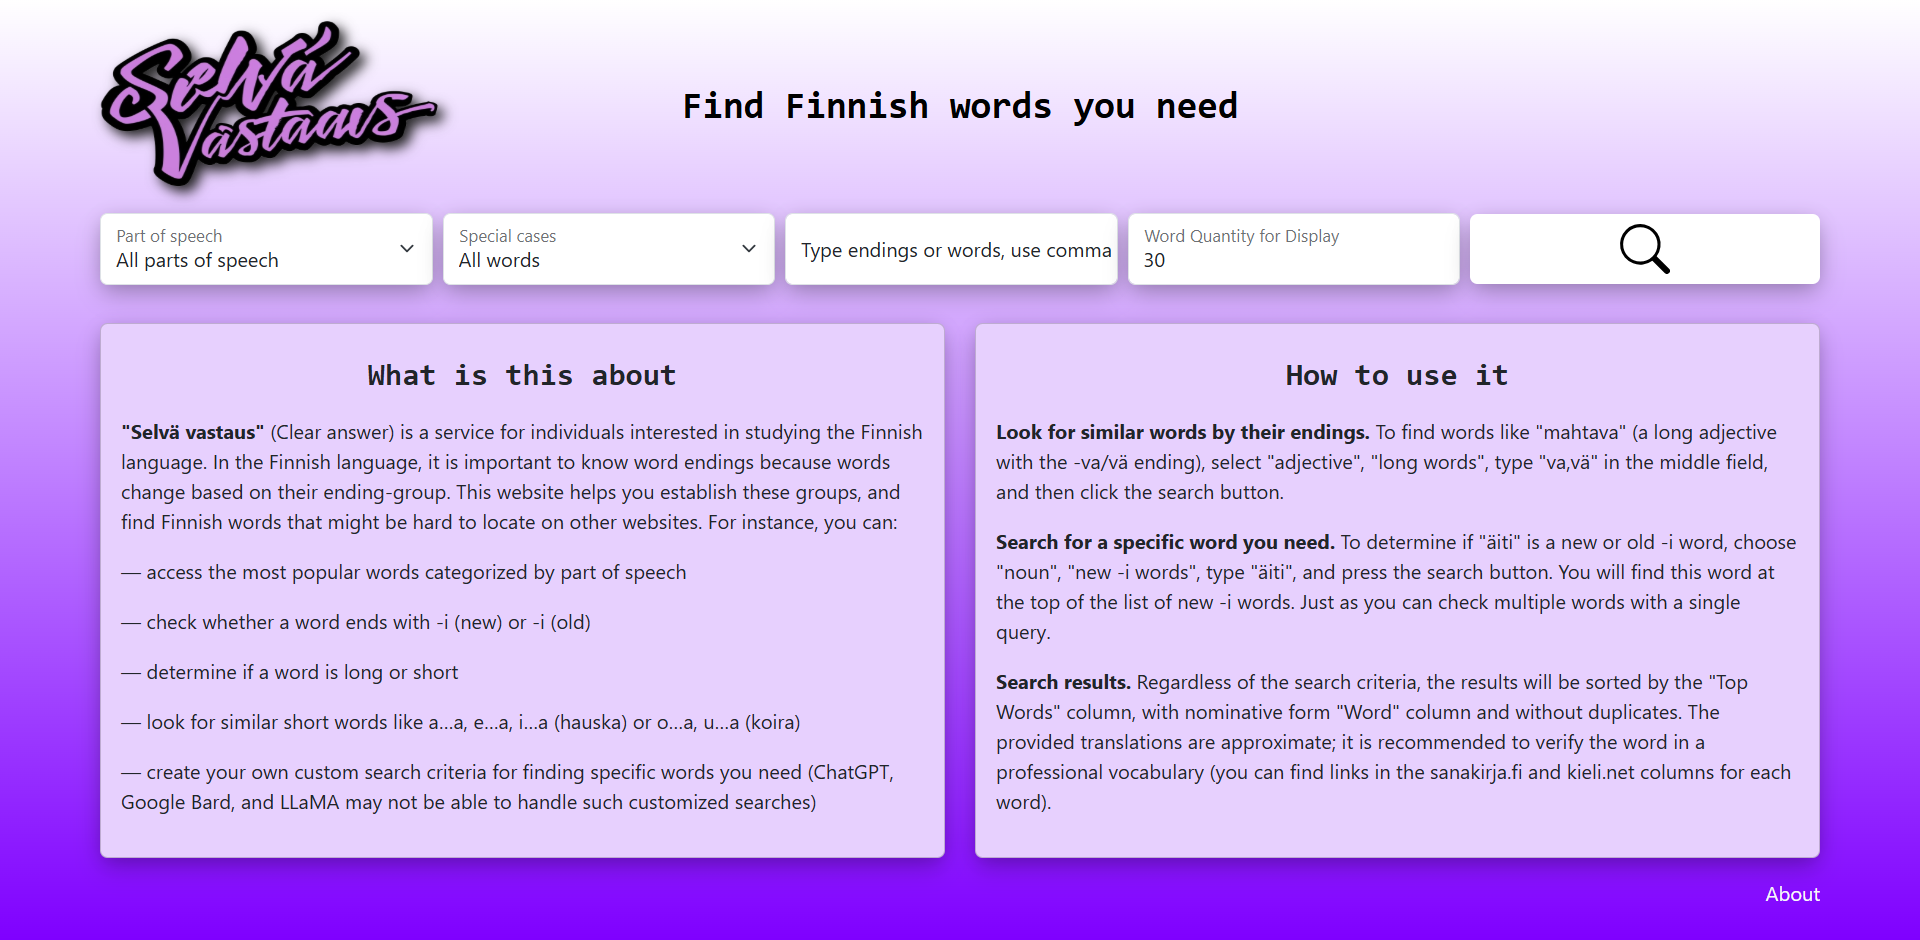 Selvä
Vastaus
Find Finnish words you need
Part of speech
All parts of speech
Special cases
All words
Type endings or words, use comma
Word Quantity for Display
30
What is this about
"Selvä vastaus" (Clear answer) is a service for individuals interested in studying the Finnish
language. In the Finnish language, it is important to know word endings because words
change based on their ending-group. This website helps you establish these groups, and
find Finnish words that might be hard to locate on other websites. For instance, you can:
— access the most popular words categorized by part of speech
— check whether a word ends with -i (new) or -i (old)
— determine if a word is long or short
— look for similar short words like a...a, e...a, i...a (hauska) or o...a, u...a (koira)
— create your own custom search criteria for finding specific words you need (ChatGPT,
Google Bard, and LLaMA may not be able to handle such customized searches)
How to use it
Look for similar words by their endings. To find words like "mahtava" (a long adjective
with the -va/vä ending), select "adjective", "long words", type "va,vä" in the middle field,
and then click the search button.
Search for a specific word you need. To determine if "äiti" is a new or old -i word, choose
"noun", "new -i words", type "äiti", and press the search button. You will find this word at
the top of the list of new -i words. Just as you can check multiple words with a single
query.
Search results. Regardless of the search criteria, the results will be sorted by the "Top
Words" column, with nominative form "Word" column and without duplicates. The
provided translations are approximate; it is recommended to verify the word in a
professional vocabulary (you can find links in the sanakirja.fi and kieli.net columns for each
word).
About